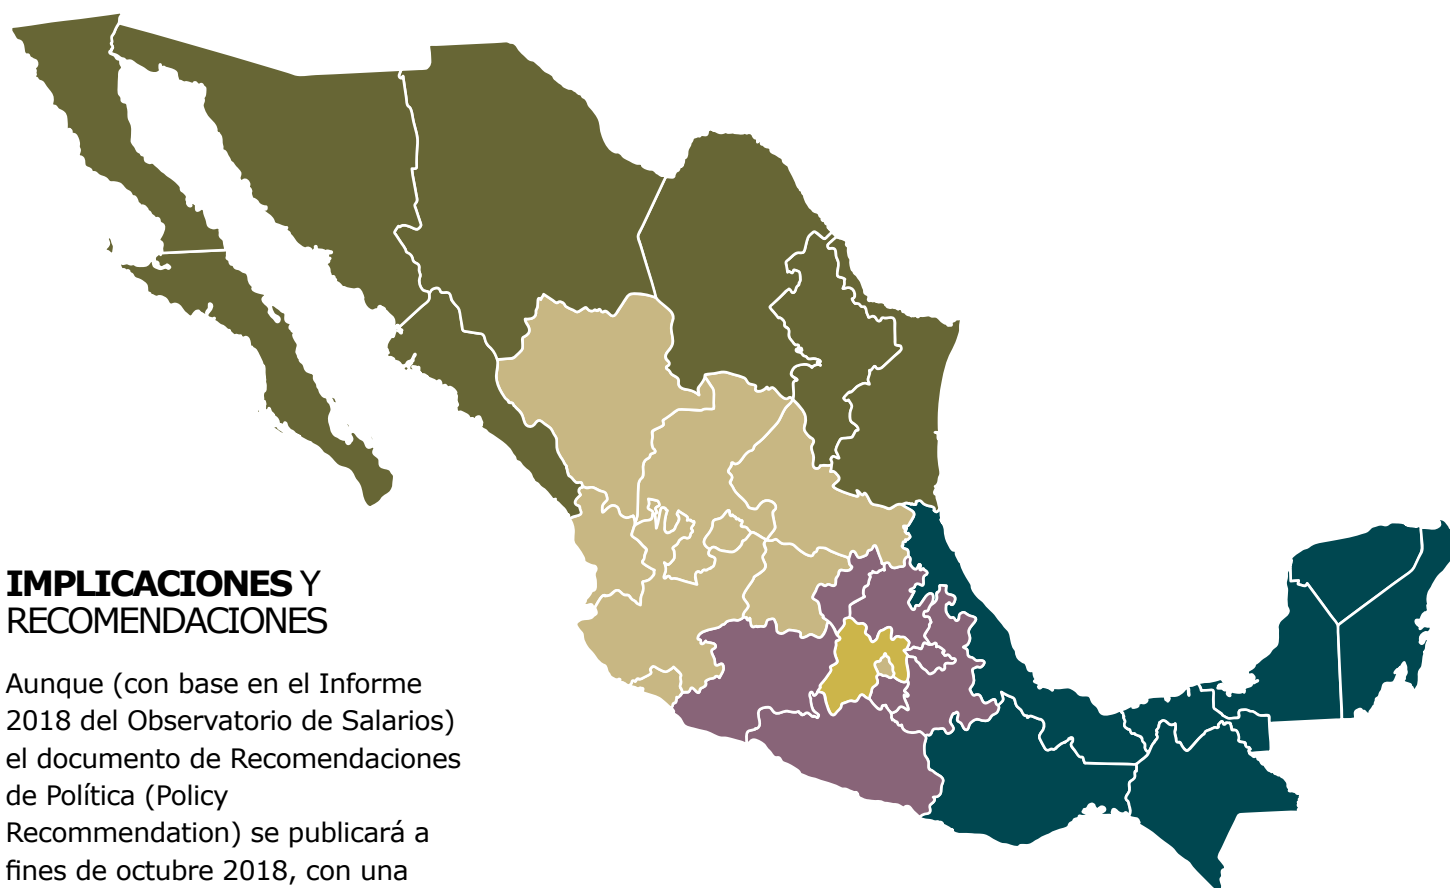 IMPLICACIONES Y
RECOMENDACIONES
Aunque (con base en el Informe
2018 del Observatorio de Salarios)
el documento de Recomendaciones
de Política (Policy
Recommendation) se publicará a
fines de octubre 2018, con una